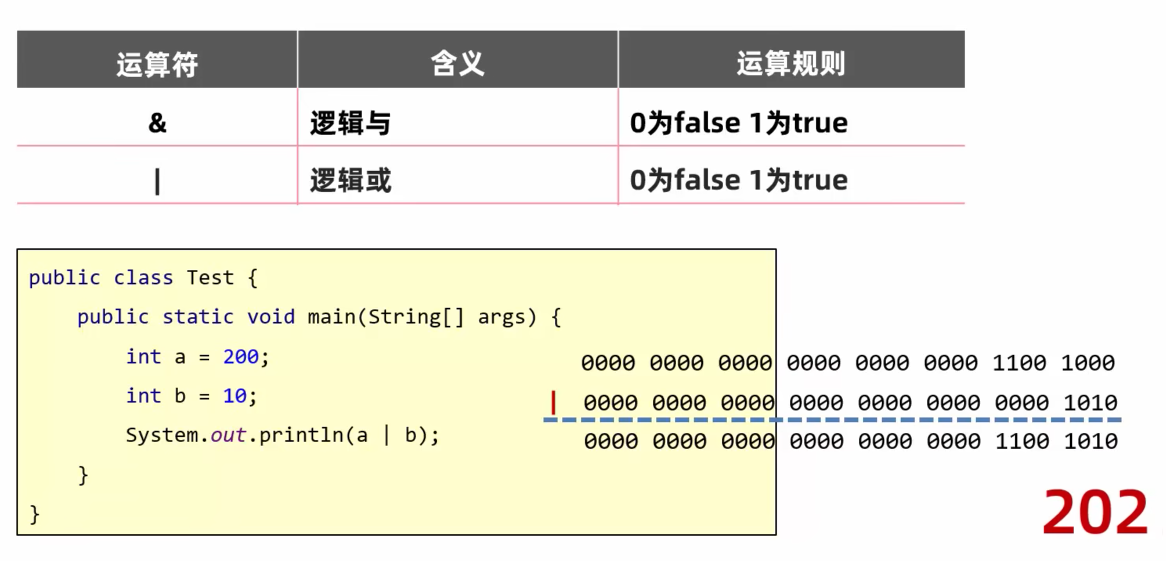 运算符 含义 运算规则
& 逻辑与 0为false 1为true
| 逻辑或 0为false 1为true
public class Test {
public static void main(String[] args) {
int a = 200;
int b = 10;
System.out.println(a | b);
}
}
0000 0000 0000 0000 0000 0000 1100 1000
| 0000 0000 0000 0000 0000 0000 0000 1010
0000 0000 0000 0000 0000 0000 1100 1010
202